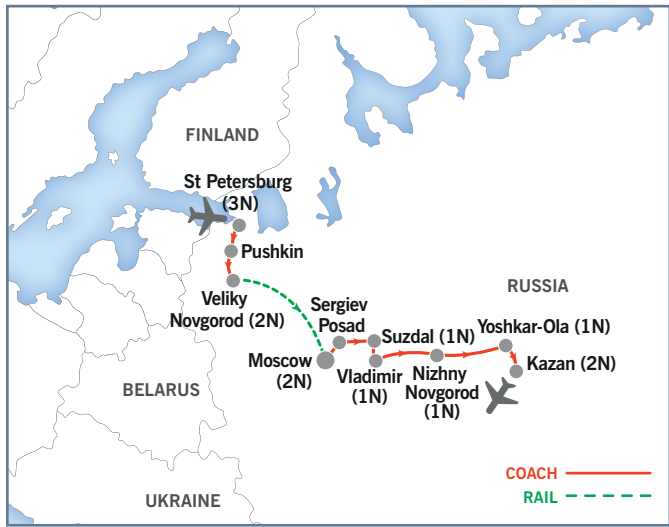 FINLAND
St Petersburg
(3N)
Pushkin
Veliky
Novgorod (2N)
RUSSIA
Sergiev
Posad
Moscow
(2N)
Suzdal (1N)
Vladimir
(1N)
Nizhny
Novgorod
(1N)
Yoshkar-Ola (1N)
Kazan (2N)
BELARUS
UKRAINE
COACH
RAIL